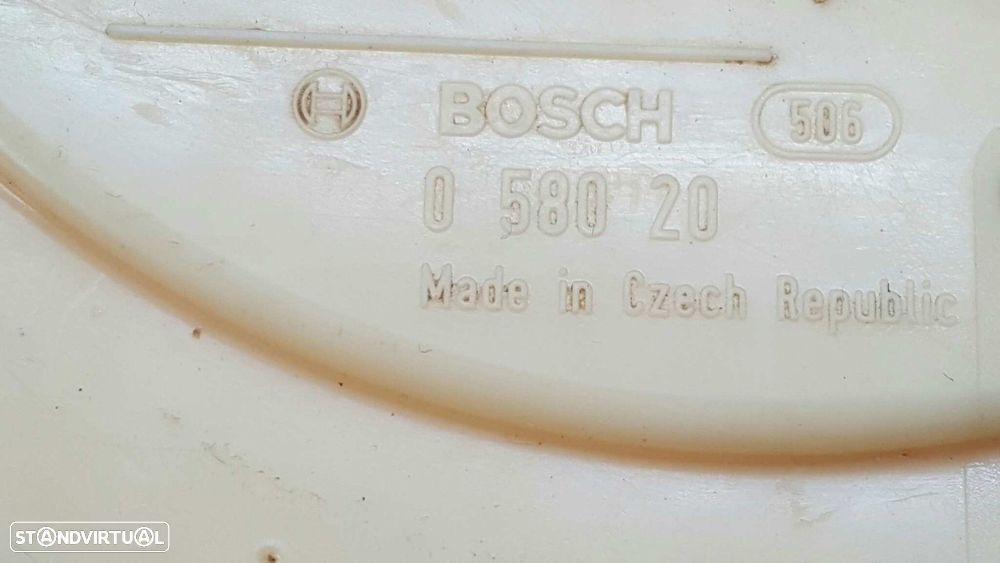 BOSCH 506
0 580 20
Made in Czech Republic
STANDVIRTUAL